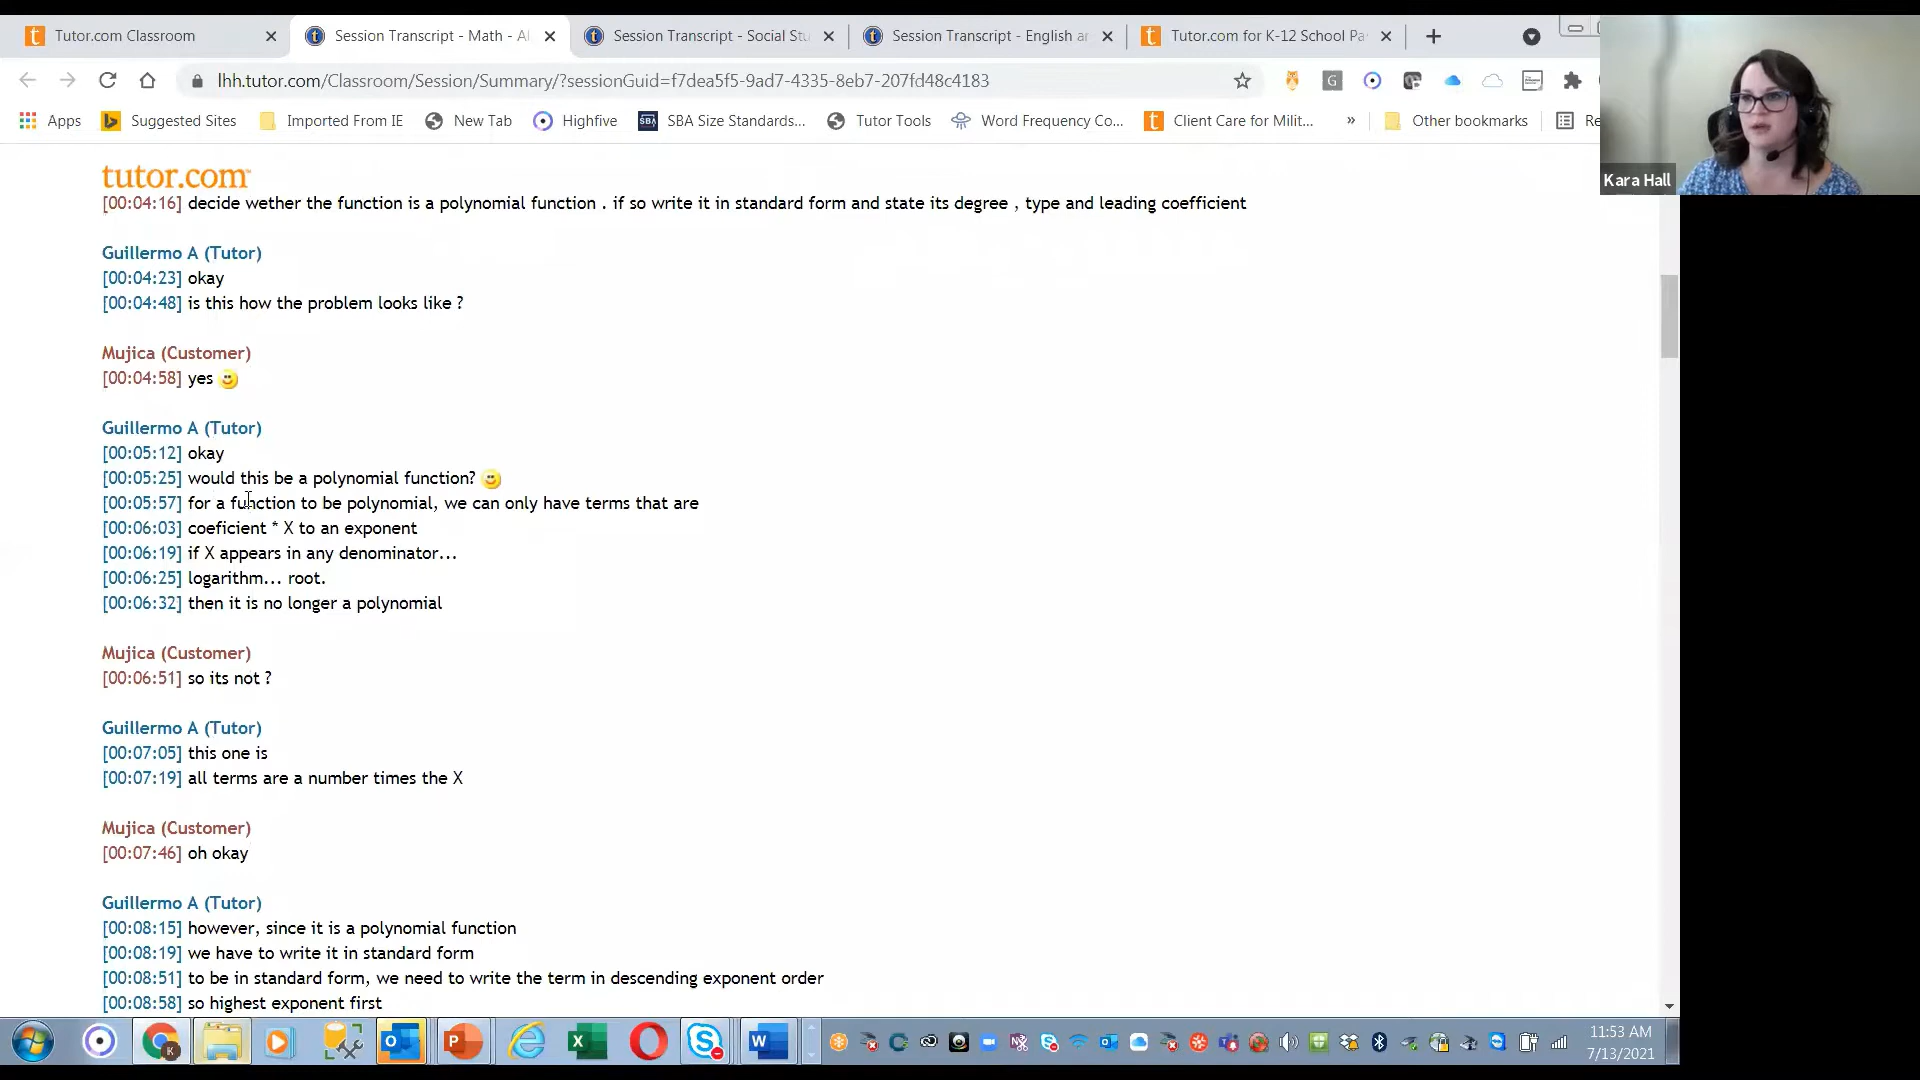 Tutor.com Classroom
Session Transcript - Math - Al
Session Transcript - Social Stu
Session Transcript - English ar
Tutor.com for K-12 School Pa
lhh.tutor.com/Classroom/Session/Summary/?sessionGuid=f7dea5f5-9ad7-4335-8eb7-207fd48c4183
Apps
Suggested Sites
Imported From IE
New Tab
Highfive
SBA Size Standards...
Tutor Tools
Word Frequency Co...
Client Care for Milit...
»
Other bookmarks
Kara Hall
tutor.com
[00:04:16] decide wether the function is a polynomial function . if so write it in standard form and state its degree , type and leading coefficient
Guillermo A (Tutor)
[00:04:23] okay
[00:04:48] is this how the problem looks like ?
Mujica (Customer)
[00:04:58] yes
Guillermo A (Tutor)
[00:05:12] okay
[00:05:25] would this be a polynomial function?
[00:05:57] for a function to be polynomial, we can only have terms that are
[00:06:03] coeficient * X to an exponent
[00:06:19] if X appears in any denominator...
[00:06:25] logarithm... root.
[00:06:32] then it is no longer a polynomial
Mujica (Customer)
[00:06:51] so its not ?
Guillermo A (Tutor)
[00:07:05] this one is
[00:07:19] all terms are a number times the X
Mujica (Customer)
[00:07:46] oh okay
Guillermo A (Tutor)
[00:08:15] however, since it is a polynomial function
[00:08:19] we have to write it in standard form
[00:08:51] to be in standard form, we need to write the term in descending exponent order
[00:08:58] so highest exponent first
11:53 AM
7/13/2021